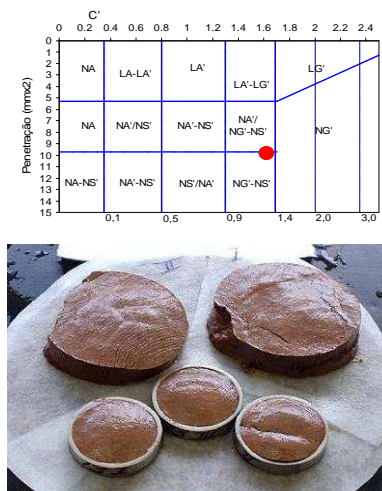 C'
0 0.2 0.4 0.6 0.8 1.0 1.2 1.4 1.6 1.8 2 2.2 2.4
Penetração (mmx2)
0
1
2
3
4
5
6
7
8
9
10
11
12
13
14
15
NA LA-LA' LA' LA'-LG' LG'
NA NA'/NS' NA'-NS' NA'/ NG'
NG'-NS'
NA-NS' NA'-NS' NS'/NA' NG'-NS'
0,1 0,5 0,9 1,4 2,0 3,0